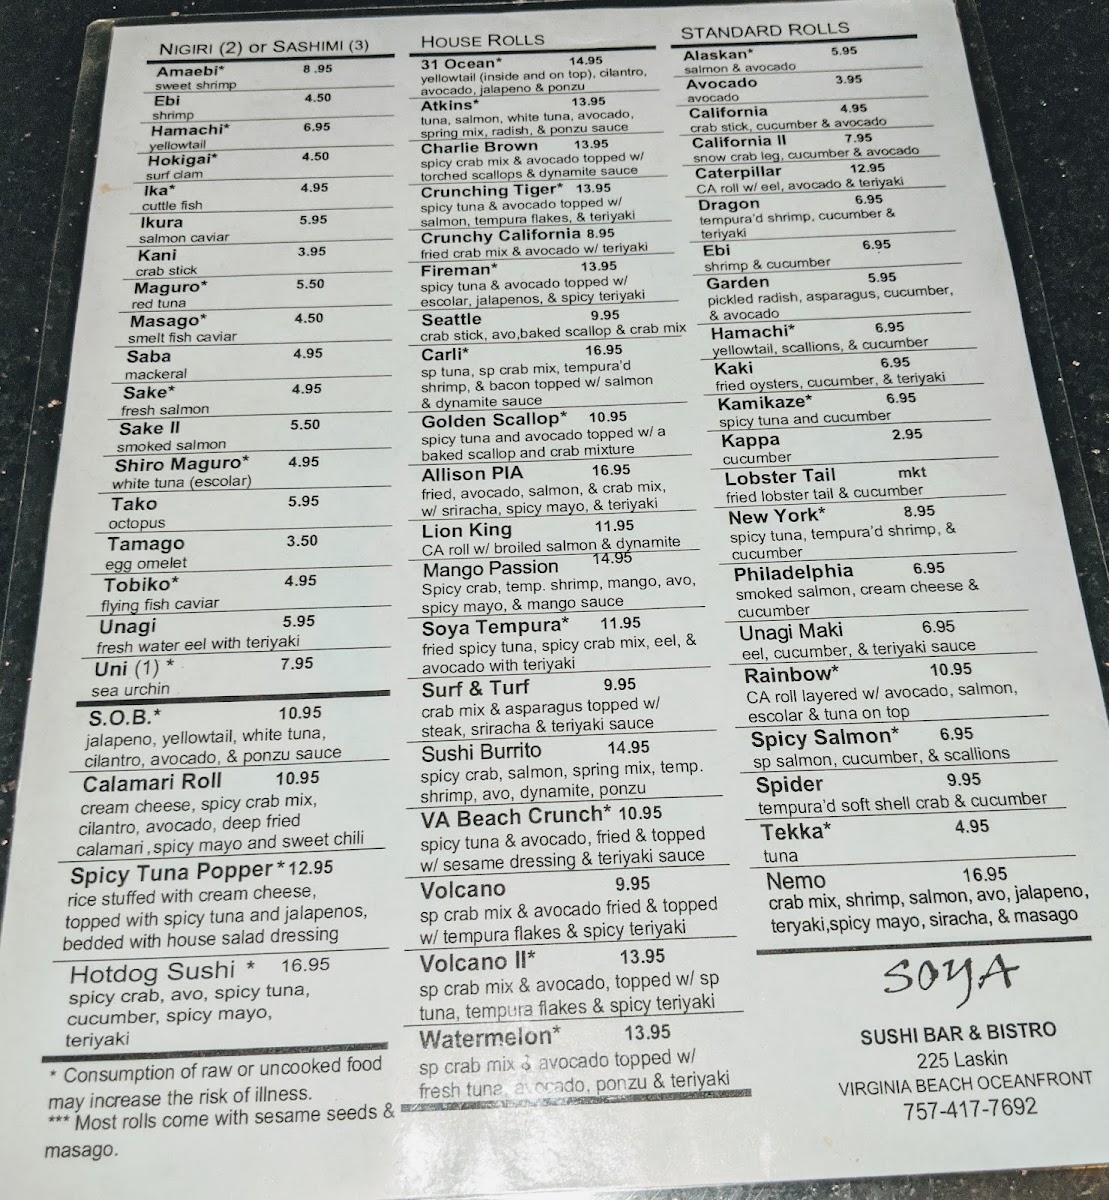 NIGIRI (2) or SASHIMI (3)
Amaebi* 8.95
sweet shrimp
Ebi 4.50
shrimp
Hamachi* 6.95
yellowtail
Hokigai* 4.50
surf clam
Ika* 4.95
cuttle fish
Ikura 5.95
salmon caviar
Kani 3.95
crab stick
Maguro* 5.50
red tuna
Masago* 4.50
smelt fish caviar
Saba 4.95
mackeral
Sake* 4.95
fresh salmon
Sake II 5.50
smoked salmon
Shiro Maguro* 4.95
white tuna (escolar)
Tako 5.95
octopus
Tamago 3.50
egg omelet
Tobiko* 4.95
flying fish caviar
Unagi 5.95
fresh water eel with teriyaki
Uni (1) * 7.95
sea urchin
S.O.B.* 10.95
jalapeno, yellowtail, white tuna,
cilantro, avocado, & ponzu sauce
Calamari Roll 10.95
cream cheese, spicy crab mix,
cilantro, avocado, deep fried
calamari ,spicy mayo and sweet chili
Spicy Tuna Popper* 12.95
rice stuffed with cream cheese,
topped with spicy tuna and jalapenos,
bedded with house salad dressing
Hotdog Sushi * 16.95
spicy crab, avo, spicy tuna,
cucumber, spicy mayo,
teriyaki
* Consumption of raw or uncooked food
may increase the risk of illness.
*** Most rolls come with sesame seeds &
masago.
HOUSE ROLLS
31 Ocean* 14.95
yellowtail (inside and on top), cilantro,
avocado, jalapeno & ponzu
Atkins* 13.95
tuna, salmon, white tuna, avocado,
spring mix, radish, & ponzu sauce
Charlie Brown 13.95
spicy crab mix & avocado topped w/
torched scallops & dynamite sauce
Crunching Tiger* 13.95
spicy tuna & avocado topped w/
salmon, tempura flakes, & teriyaki
Crunchy California 8.95
fried crab mix & avocado w/ teriyaki
Fireman* 13.95
spicy tuna & avocado topped w/
escolar, jalapenos, & spicy teriyaki
Seattle 9.95
crab stick, avo,baked scallop & crab mix
Carli* 16.95
sp tuna, sp crab mix, tempura'd
shrimp, & bacon topped w/ salmon
& dynamite sauce
Golden Scallop* 10.95
spicy tuna and avocado topped w/ a
baked scallop and crab mixture
Allison PIA 16.95
fried, avocado, salmon, & crab mix,
w/ sriracha, spicy mayo, & teriyaki
Lion King 11.95
CA roll w/ broiled salmon & dynamite
Mango Passion 14.95
Spicy crab, temp. shrimp, mango, avo,
spicy mayo, & mango sauce
Soya Tempura* 11.95
fried spicy tuna, spicy crab mix, eel, &
avocado with teriyaki
Surf & Turf 9.95
crab mix & asparagus topped w/
steak, sriracha & teriyaki sauce
Sushi Burrito 14.95
spicy crab, salmon, spring mix, temp.
shrimp, avo, dynamite, ponzu
VA Beach Crunch* 10.95
spicy tuna & avocado, fried & topped
w/ sesame dressing & teriyaki sauce
Volcano 9.95
sp crab mix & avocado fried & topped
w/ tempura flakes & spicy teriyaki
Volcano II* 13.95
sp crab mix & avocado, topped w/ sp
tuna, tempura flakes & spicy teriyaki
Watermelon* 13.95
sp crab mix & avocado topped w/
fresh tuna, avocado, ponzu & teriyaki
STANDARD ROLLS
Alaskan* 5.95
salmon & avocado
Avocado 3.95
avocado
California 4.95
crab stick, cucumber & avocado
California II 7.95
snow crab leg, cucumber & avocado
Caterpillar 12.95
CA roll w/ eel, avocado & teriyaki
Dragon 6.95
tempura'd shrimp, cucumber &
teriyaki
Ebi 6.95
shrimp & cucumber
Garden 5.95
pickled radish, asparagus, cucumber,
& avocado
Hamachi* 6.95
yellowtail, scallions, & cucumber
Kaki 6.95
fried oysters, cucumber, & teriyaki
Kamikaze* 6.95
spicy tuna and cucumber
Kappa 2.95
cucumber
Lobster Tail mkt
fried lobster tail & cucumber
New York* 8.95
spicy tuna, tempura'd shrimp, &
cucumber
Philadelphia 6.95
smoked salmon, cream cheese &
cucumber
Unagi Maki 6.95
eel, cucumber, & teriyaki sauce
Rainbow* 10.95
CA roll layered w/ avocado, salmon,
escolar & tuna on top
Spicy Salmon* 6.95
sp salmon, cucumber, & scallions
Spider 9.95
tempura'd soft shell crab & cucumber
Tekka* 4.95
tuna
Nemo 16.95
crab mix, shrimp, salmon, avo, jalapeno,
teryaki,spicy mayo, siracha, & masago
SOYA
SUSHI BAR & BISTRO
225 Laskin
VIRGINIA BEACH OCEANFRONT
757-417-7692